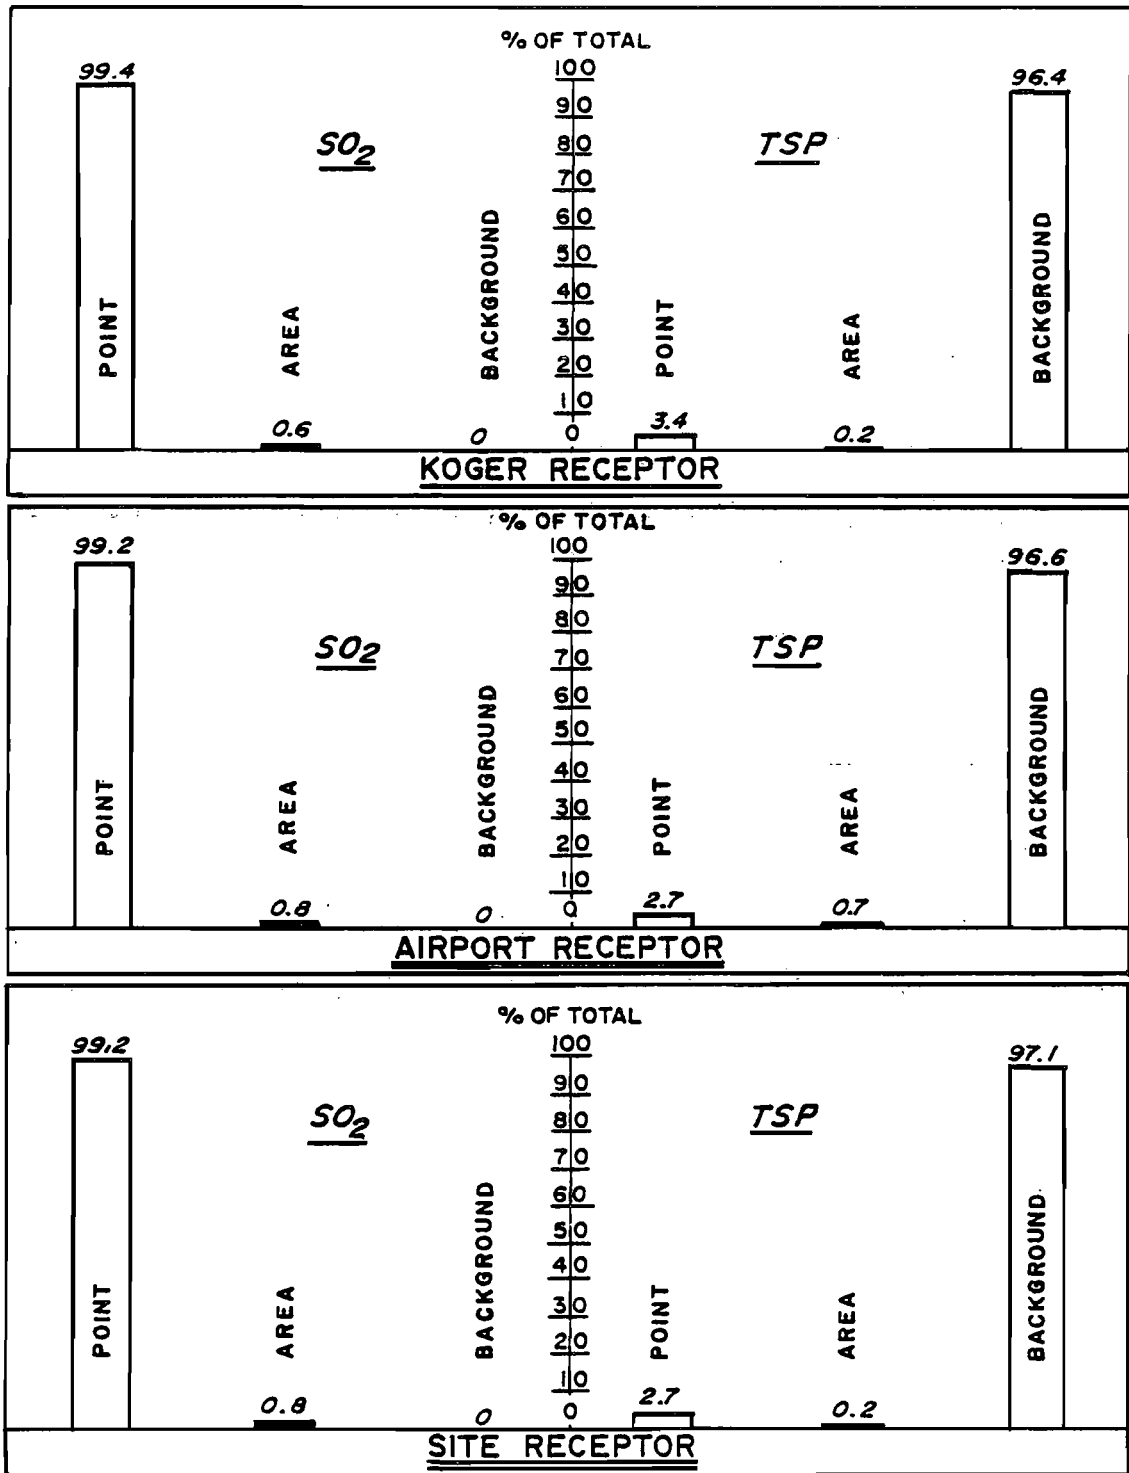 % OF TOTAL
99.4
100
96.4
90
SO2
80
TSP
70
60
50
40
30
20
10
POINT
AREA
BACKGROUND
POINT
AREA
BACKGROUND
0.6
0
0
3.4
0.2
KOGER RECEPTOR
% OF TOTAL
99.2
100
96.6
90
80
SO2
TSP
70
60
50
40
30
20
10
POINT
AREA
BACKGROUND
POINT
AREA
BACKGROUND
0.8
0
0
2.7
0.7
AIRPORT RECEPTOR
% OF TOTAL
99.2
100
97.1
90
SO2
80
TSP
70
60
50
40
30
20
10
POINT
AREA
BACKGROUND
POINT
AREA
BACKGROUND
0.8
0
0
2.7
0.2
SITE RECEPTOR